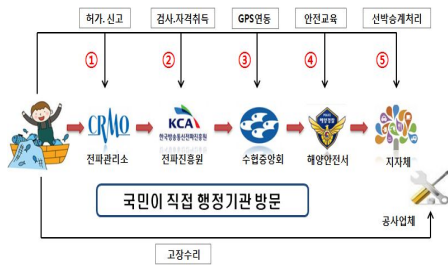 허가. 신고
검사.자격취득
GPS연동
안전교육
선박승계처리
①
②
③
④
⑤
CRMO
KCA
한국방송통신전파진흥원
전파관리소
전파진흥원
수협중앙회
해양안전서
지자체
국민이 직접 행정기관 방문
공사업체
고장수리